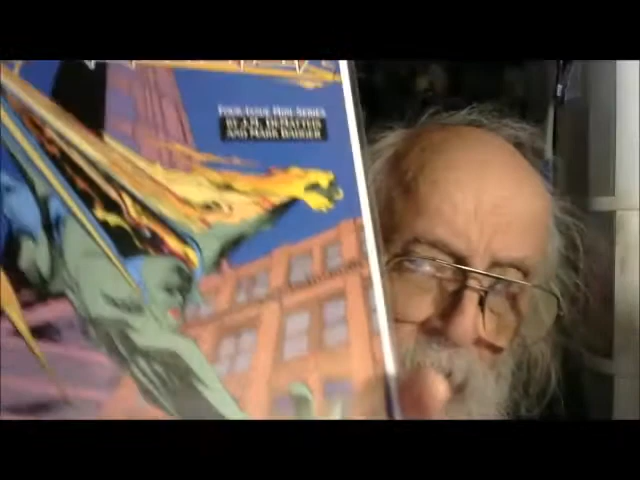 FOUR-ISSUE MINI-SERIES
BY J.M. DEMATTEIS
AND MARK BADGER